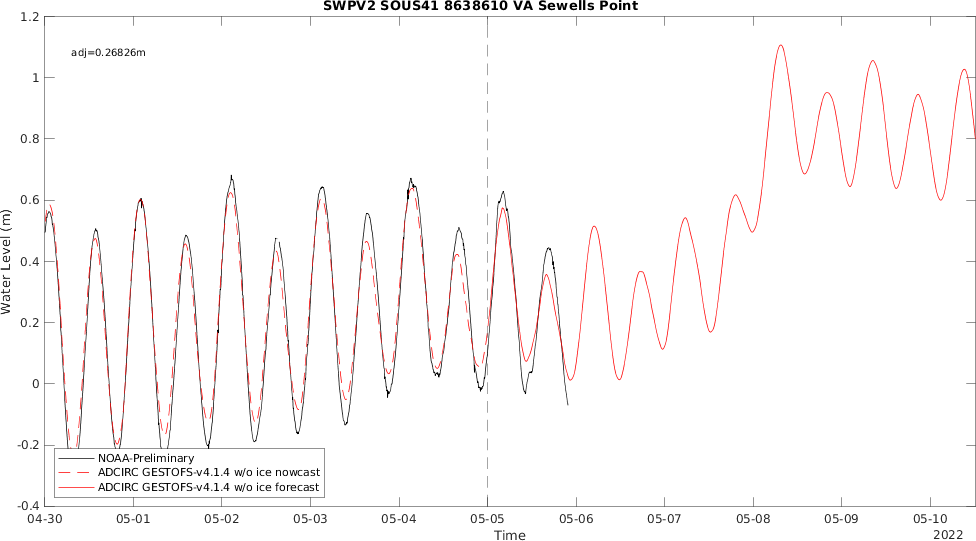 SWPV2 SOUS41 8638610 VA Sewells Point
adj=0.26826m
1.2
1
0.8
0.6
0.4
0.2
0
-0.2
-0.4
Water Level (m)
NOAA-Preliminary
ADCIRC GESTOFS-v4.1.4 w/o ice nowcast
ADCIRC GESTOFS-v4.1.4 w/o ice forecast
04-30 05-01 05-02 05-03 05-04 05-05 05-06 05-07 05-08 05-09 05-10
Time
2022